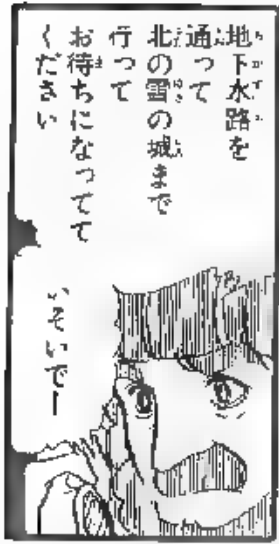 地下水路を
通って
北の雪の城まで
行って
お待ちになってて
ください
いそいでー